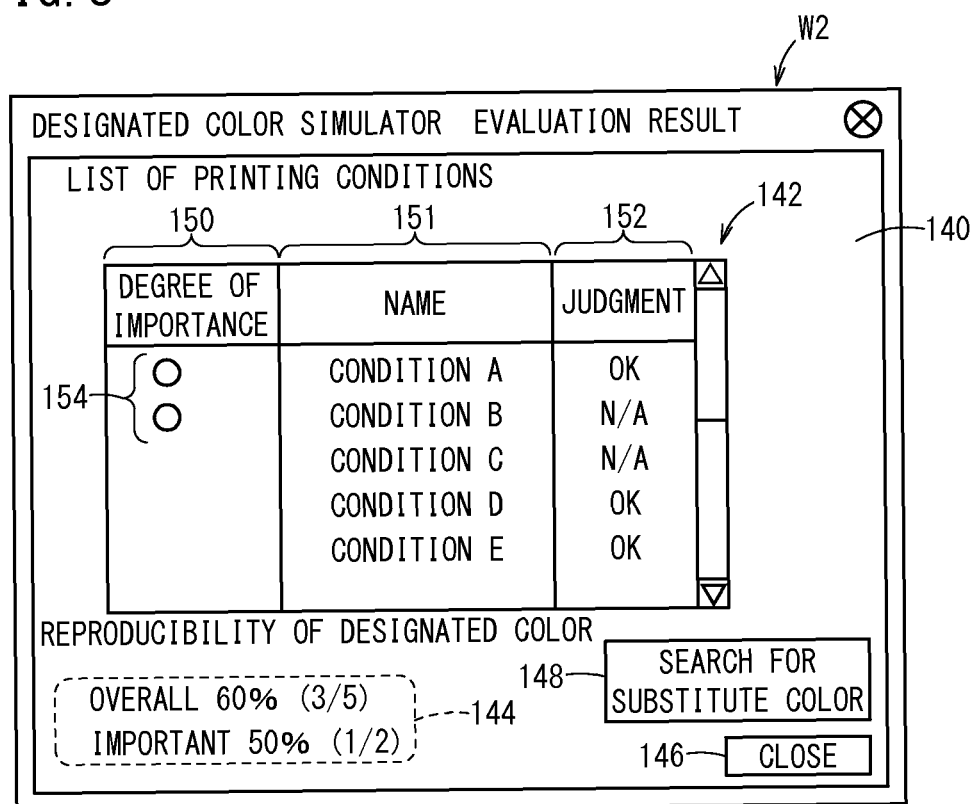 W2
DESIGNATED COLOR SIMULATOR EVALUATION RESULT
LIST OF PRINTING CONDITIONS
142
150 151 152
140
DEGREE OF IMPORTANCE NAME JUDGMENT
154
CONDITION A OK
CONDITION B N/A
CONDITION C N/A
CONDITION D OK
CONDITION E OK
REPRODUCIBILITY OF DESIGNATED COLOR
OVERALL 60% (3/5)
IMPORTANT 50% (1/2)
144
148
SEARCH FOR
SUBSTITUTE COLOR
146
CLOSE